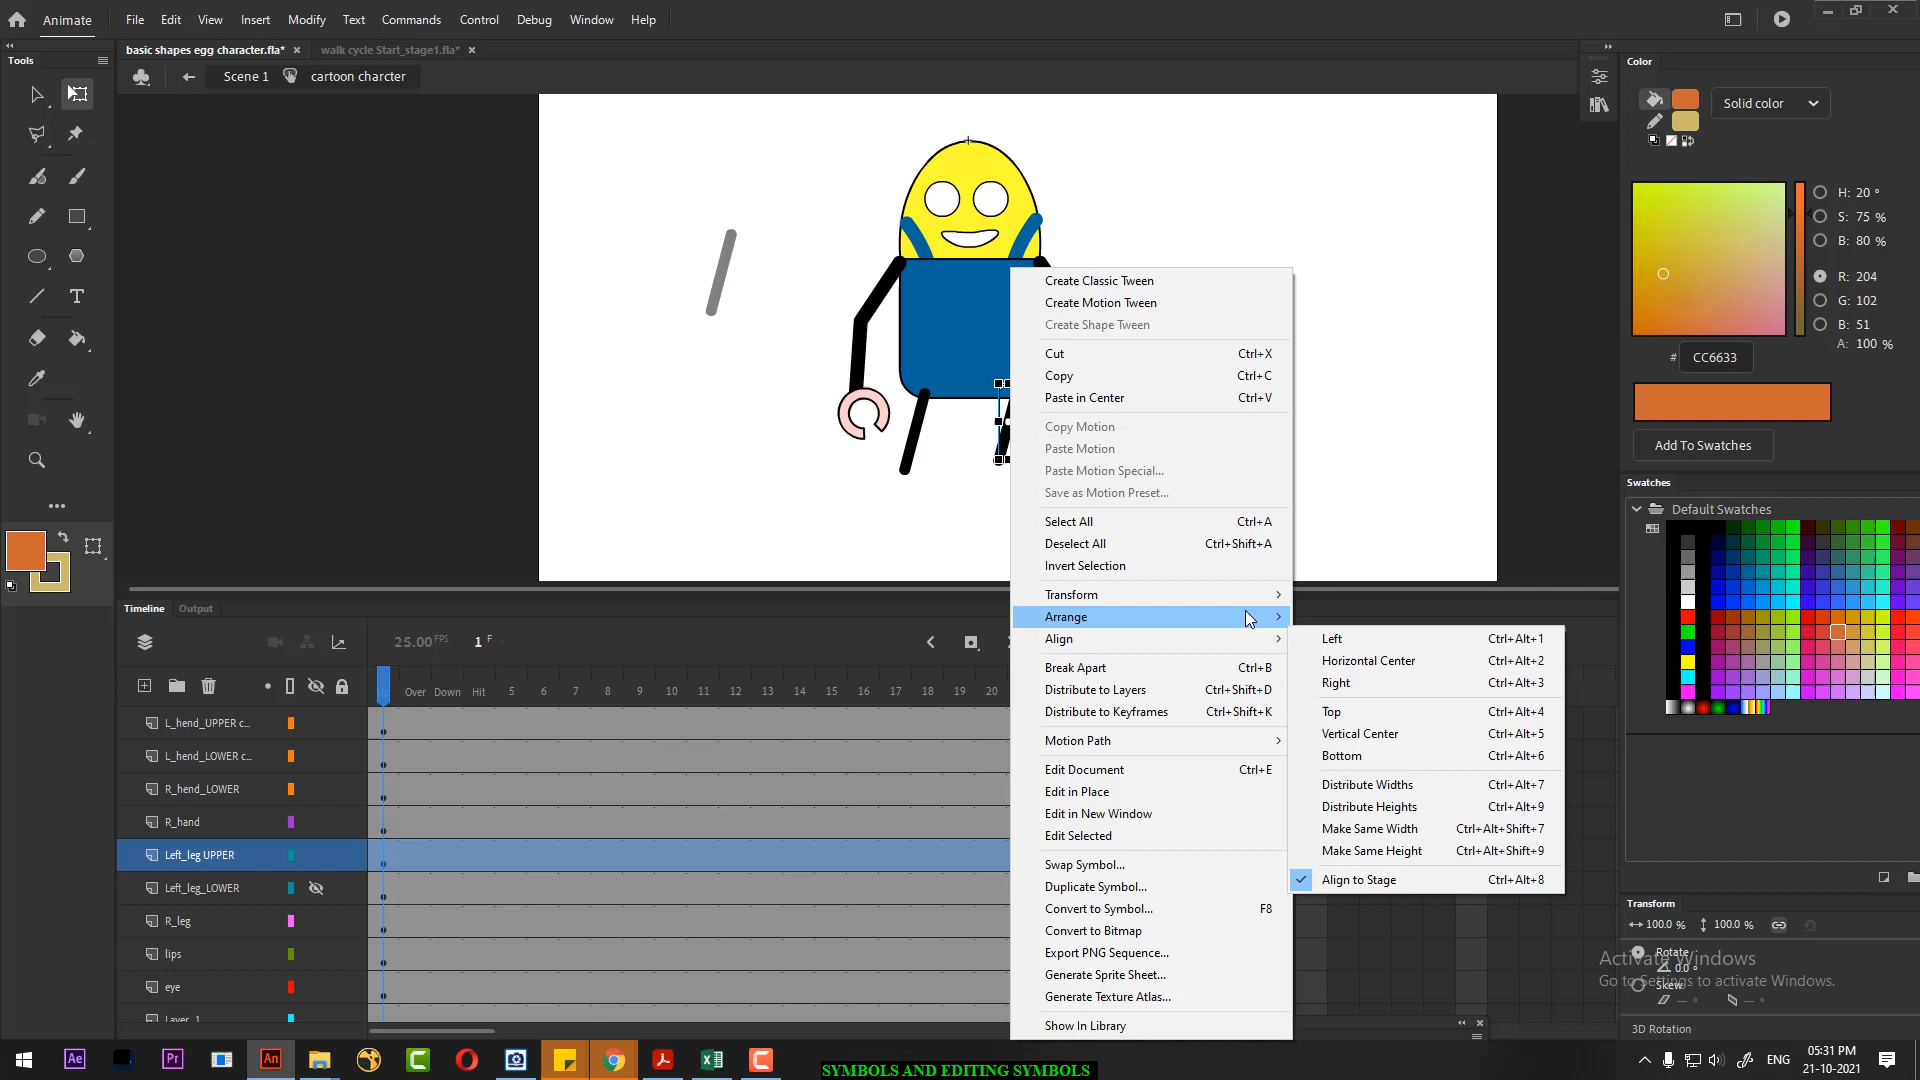 Animate File Edit View Insert Modify Text Commands Control Debug Window Help
basic shapes egg character.fla* × walk cycle Start_stage1.fla* ×
Tools
Scene 1 cartoon charcter
T
Color
Solid color
H: 20 °
S: 75 %
B: 80 %
R: 204
G: 102
B: 51
A: 100 %
# CC6633
Add To Swatches
Swatches
Default Swatches
Create Classic Tween
Create Motion Tween
Create Shape Tween
Cut Ctrl+X
Copy Ctrl+C
Paste in Center Ctrl+V
Copy Motion
Paste Motion
Paste Motion Special...
Save as Motion Preset...
Select All Ctrl+A
Deselect All Ctrl+Shift+A
Invert Selection
Transform
Arrange
Align
Break Apart Ctrl+B
Distribute to Layers Ctrl+Shift+D
Distribute to Keyframes Ctrl+Shift+K
Motion Path
Edit Document Ctrl+E
Edit in Place
Edit in New Window
Edit Selected
Swap Symbol...
Duplicate Symbol...
Convert to Symbol... F8
Convert to Bitmap
Export PNG Sequence...
Generate Sprite Sheet...
Generate Texture Atlas...
Show In Library
Left Ctrl+Alt+1
Horizontal Center Ctrl+Alt+2
Right Ctrl+Alt+3
Top Ctrl+Alt+4
Vertical Center Ctrl+Alt+5
Bottom Ctrl+Alt+6
Distribute Widths Ctrl+Alt+7
Distribute Heights Ctrl+Alt+9
Make Same Width Ctrl+Alt+Shift+7
Make Same Height Ctrl+Alt+Shift+9
Align to Stage Ctrl+Alt+8
Timeline Output
25.00 FPS 1 F
Up Over Down Hit 5 6 7 8 9 10 11 12 13 14 15 16 17 18 19 20
L_hend_UPPER c...
L_hend_LOWER c...
R_hend_LOWER
R_hand
Left_leg UPPER
Left_leg_LOWER
R_leg
lips
eye
Layer_1
Transform
100.0 % 100.0 %
Rotate
0.0 °
Skew
3D Rotation
Activate Windows
Go to Settings to activate Windows.
Ae Pr An
SYMBOLS AND EDITING SYMBOLS
ENG
05:31 PM
21-10-2021